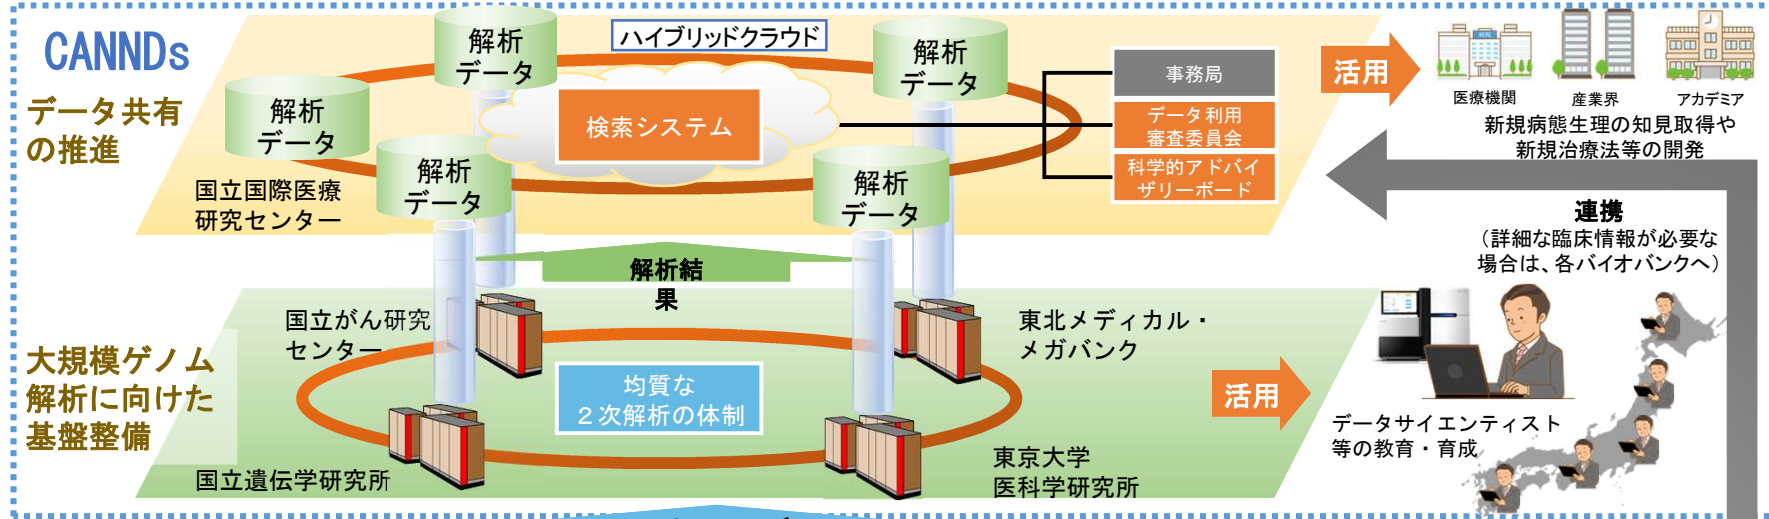 CANNDs
データ共有
の推進
解析
データ
ハイブリッドクラウド
解析
データ
解析
データ
検索システム
解析
データ
解析
データ
国立国際医療
研究センター
事務局
データ利用
審査委員会
科学的アドバイ
ザリーボード
活用
医療機関
産業界
アカデミア
新規病態生理の知見取得や
新規治療法等の開発
連携
（詳細な臨床情報が必要な
場合は、各バイオバンクへ）
解析結
果
大規模ゲノム
解析に向けた
基盤整備
国立がん研究
センター
東北メディカル・
メガバンク
均質な
２次解析の体制
国立遺伝学研究所
東京大学
医科学研究所
活用
データサイエンティスト
等の教育・育成